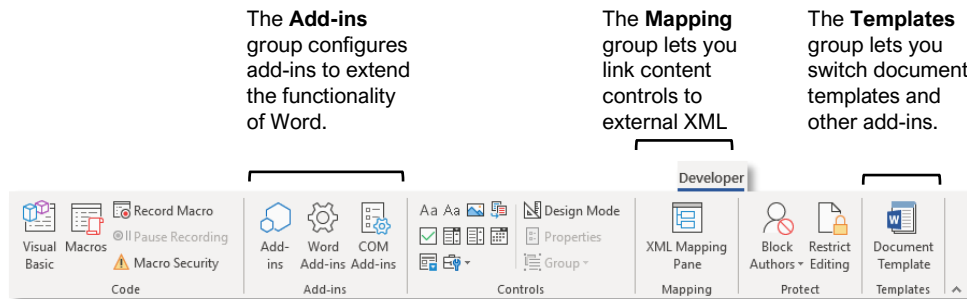 The Add-ins
group configures
add-ins to extend
the functionality
of Word.
The Mapping
group lets you
link content
controls to
external XML
The Templates
group lets you
switch document
templates and
other add-ins.
Developer
Visual
Basic
Macros
Record Macro
Pause Recording
Macro Security
Code
Add-
ins
Word
Add-ins
COM
Add-ins
Add-ins
Aa Aa
Design Mode
Properties
Group
Controls
XML Mapping
Pane
Mapping
Block
Authors
Restrict
Editing
Protect
W
Document
Template
Templates